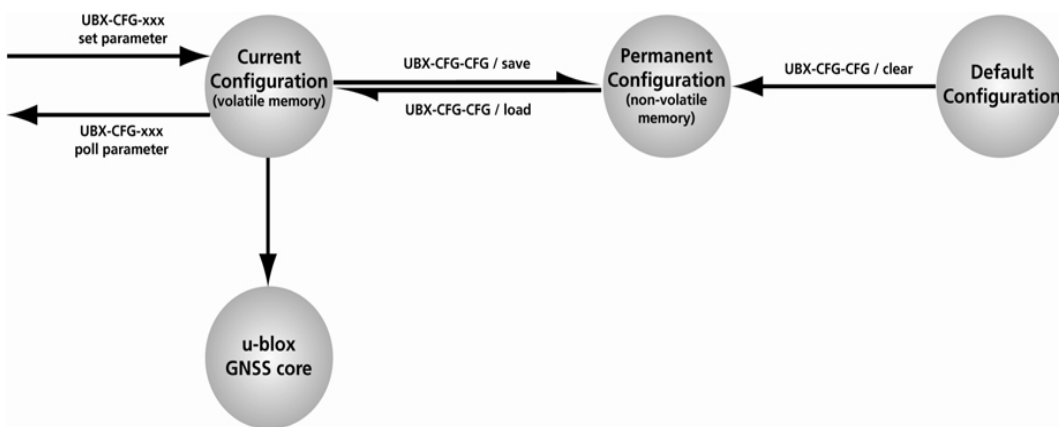 UBX-CFG-xxx
set parameter
UBX-CFG-xxx
poll parameter
Current
Configuration
(volatile memory)
UBX-CFG-CFG / save
UBX-CFG-CFG / load
Permanent
Configuration
(non-volatile
memory)
UBX-CFG-CFG / clear
Default
Configuration
u-blox
GNSS core